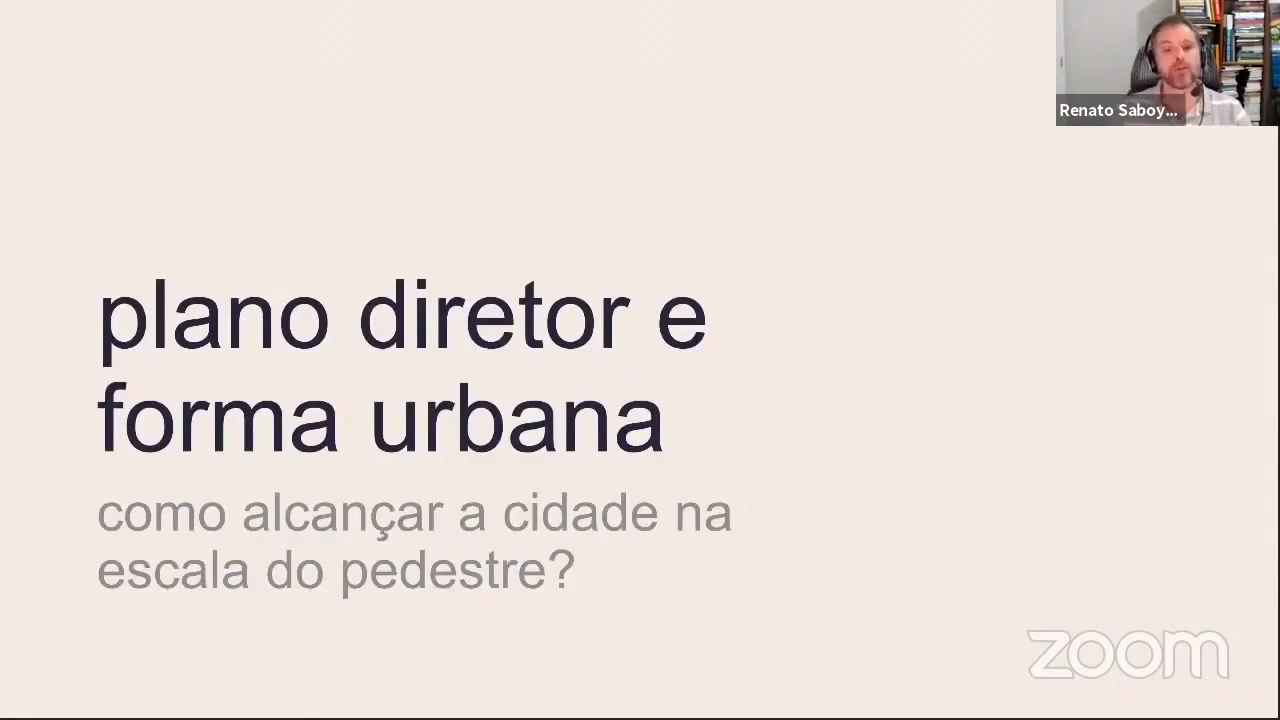 Renato Saboy...
plano diretor e
forma urbana
como alcançar a cidade na
escala do pedestre?
zoom